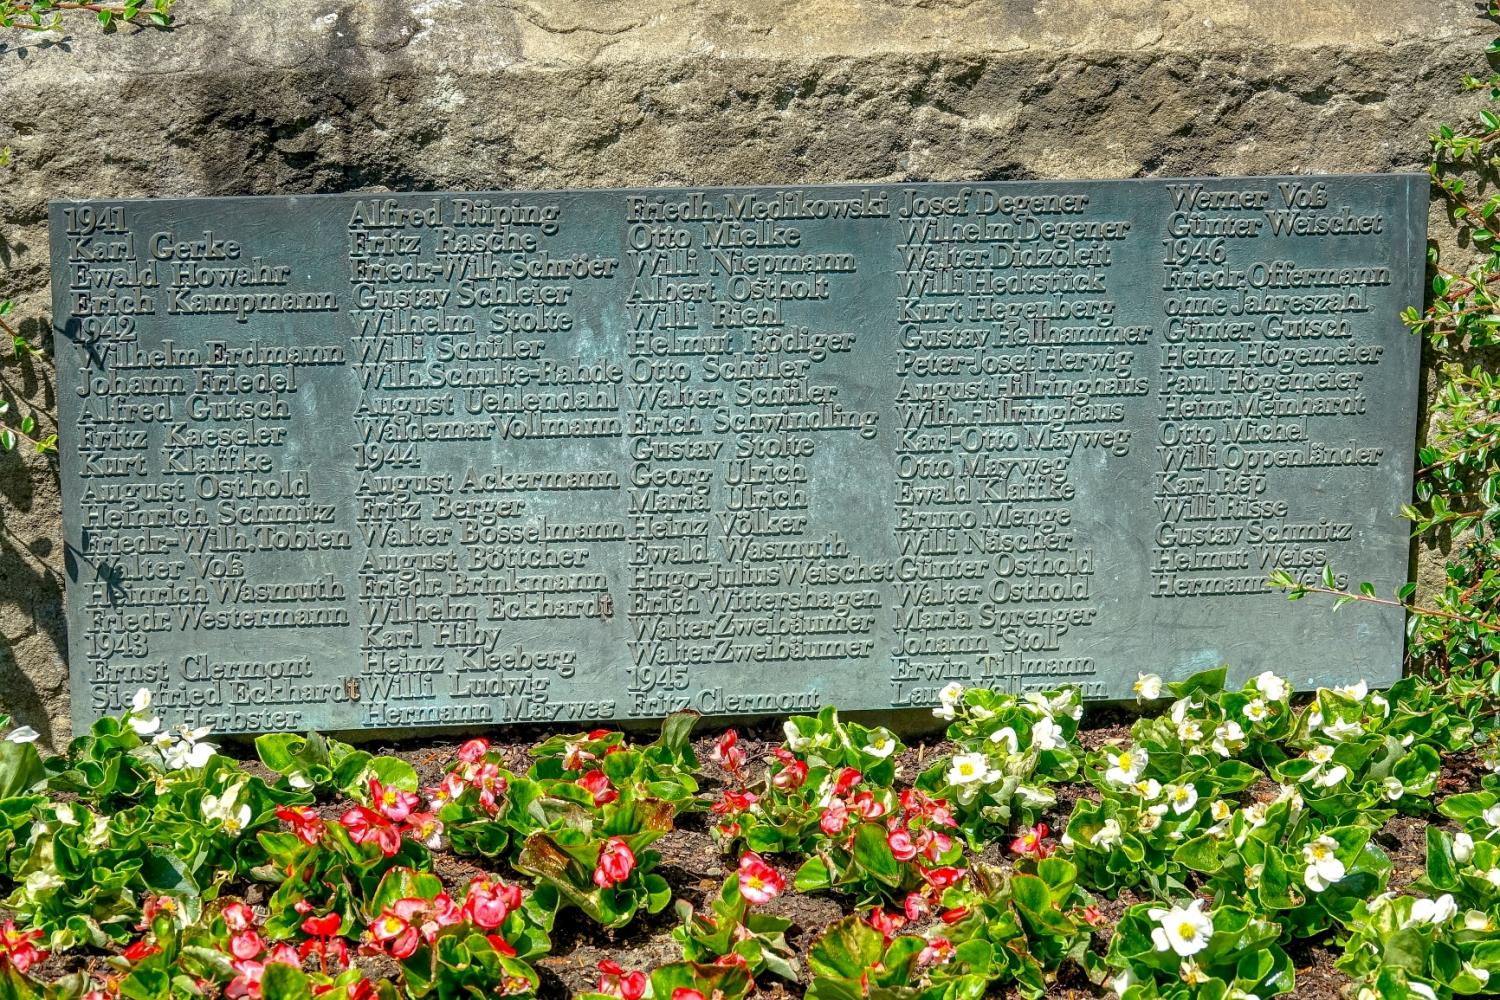 1941
Karl Gerke
Ewald Howahr
Erich Kampmann
1942
Wilhelm Erdmann
Johann Friedel
Alfred Gutsch
Fritz Kaeseler
Kurt Klaffke
August Osthold
Heinrich Schmitz
Friedr.-Wilh. Tobien
Walter Voß
Heinrich Wasmuth
Friedr. Westermann
1943
Ernst Clermont
Siegfried Eckhardt
Herbster
Alfred Rüping
Fritz Rasche
Friedr.-Wilh. Schröer
Gustav Schleier
Wilhelm Stolte
Willi Schüler
Wilh. Schulte-Rahde
August Uehlendahl
Waldemar Vollmann
1944
August Ackermann
Fritz Berger
Walter Bosselmann
August Böttcher
Friedr. Brinkmann
Wilhelm Eckhardt
Karl Hiby
Heinz Kleeberg
Willi Ludwig
Hermann Mayweg
Friedh. Medikowski
Otto Mielke
Willi Niepmann
Albert Ostholt
Willi Riehl
Helmut Rödiger
Otto Schüler
Walter Schüler
Erich Schwindling
Gustav Stolte
Georg Ulrich
Maria Ulrich
Heinz Völker
Ewald Wasmuth
Hugo-Julius Weischet
Erich Wittershagen
Walter Zweibäumer
Walter Zweibäumer
1945
Fritz Clermont
Josef Degener
Wilhelm Degener
Walter Didzoleit
Willi Hedtstück
Kurt Hegenberg
Gustav Hellhammer
Peter-Josef Herwig
August Hillringhaus
Wilh. Hillringhaus
Karl-Otto Mayweg
Otto Mayweg
Ewald Klaffke
Bruno Menge
Willi Näscher
Günter Osthold
Walter Osthold
Maria Sprenger
Johann Stolp
Erwin Tillmann
Werner Voß
Günter Weischet
1946
Friedr. Offermann
ohne Jahreszahl
Günter Gutsch
Heinz Högemeier
Paul Högemeier
Heinr. Meinhardt
Otto Michel
Willi Oppenländer
Karl Rep
Willi Risse
Gustav Schmitz
Helmut Weiss
Hermann